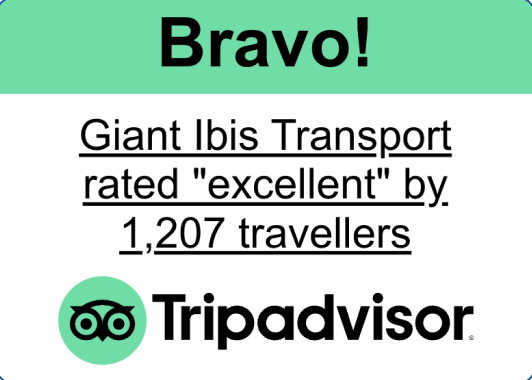 Bravo!
Giant Ibis Transport
rated "excellent" by
1,207 travellers
Tripadvisor